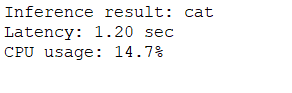 Inference result: cat
Latency: 1.20 sec
CPU usage: 14.7%